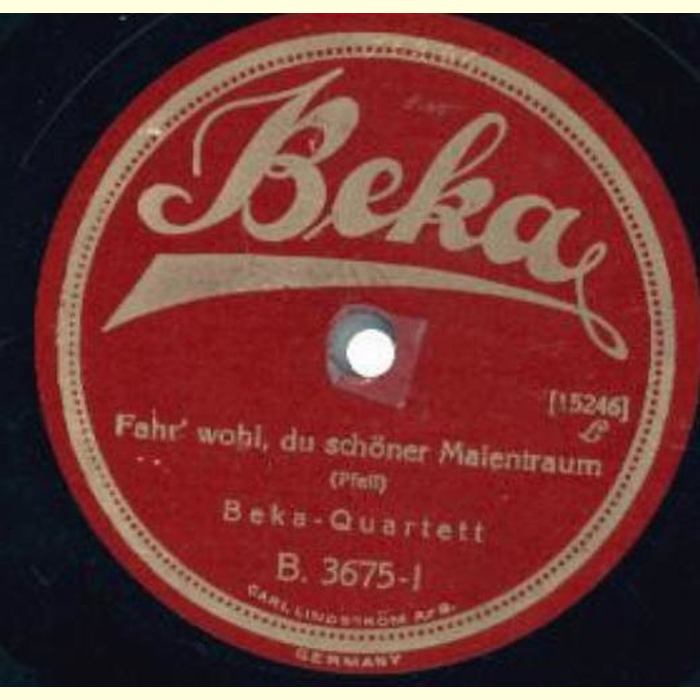 Beka
[15246]
Fahr' wohl, du schöner Maientraum
(Pfeil)
Beka-Quartett
B. 3675-I
CARL LINDSTRÖM A.-G.
GERMANY